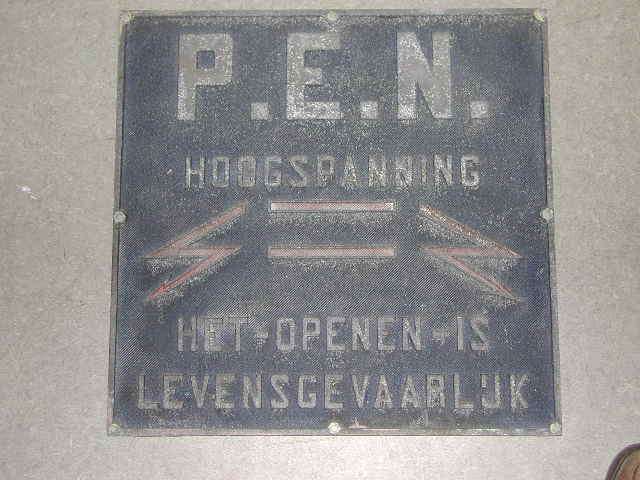 P.E.N.
HOOGSPANNING
HET-OPENEN-IS
LEVENSGEVAARLIJK